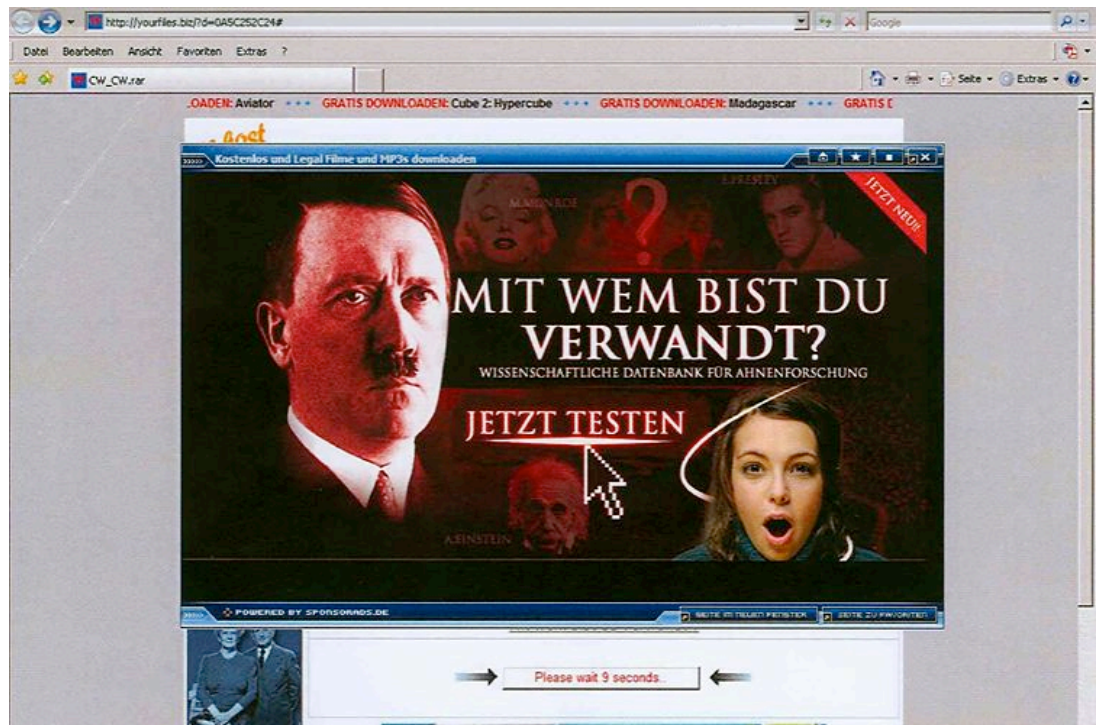 http://yourfiles.biz/?d=0A5C252C24#
Google
Datei Bearbeiten Ansicht Favoriten Extras ?
CW_CW.rar
Seite Extras
.OADEN: Aviator +++ GRATIS DOWNLOADEN: Cube 2: Hypercube +++ GRATIS DOWNLOADEN: Madagascar +++ GRATIS D
Host
Kostenlos und Legal Filme und MP3s downloaden
JETZT NEU!!
M.MONROE
E.PRESLEY
?
MIT WEM BIST DU
VERWANDT?
WISSENSCHAFTLICHE DATENBANK FÜR AHNENFORSCHUNG
JETZT TESTEN
A.EINSTEIN
POWERED BY SPONSORADS.DE
SEITE IM NEUEN FENSTER
SEITE ZU FAVORITEN
Please wait 9 seconds..